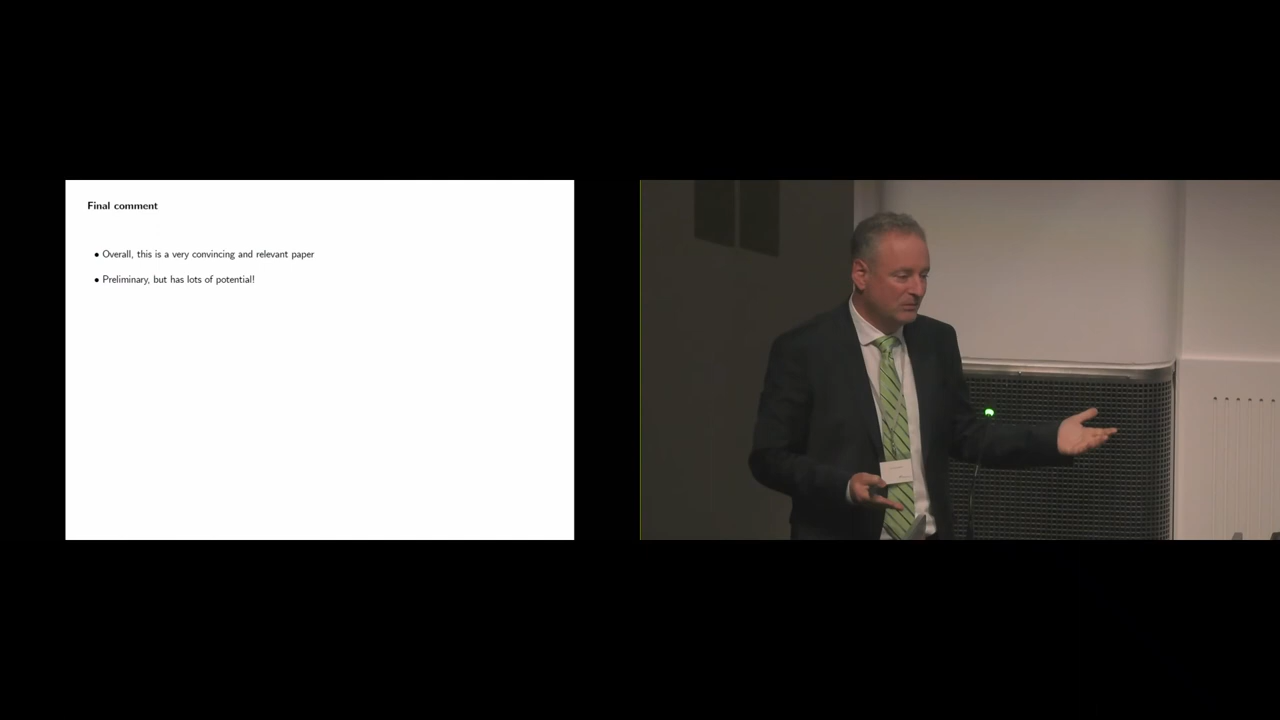 Final comment
• Overall, this is a very convincing and relevant paper
• Preliminary, but has lots of potential!